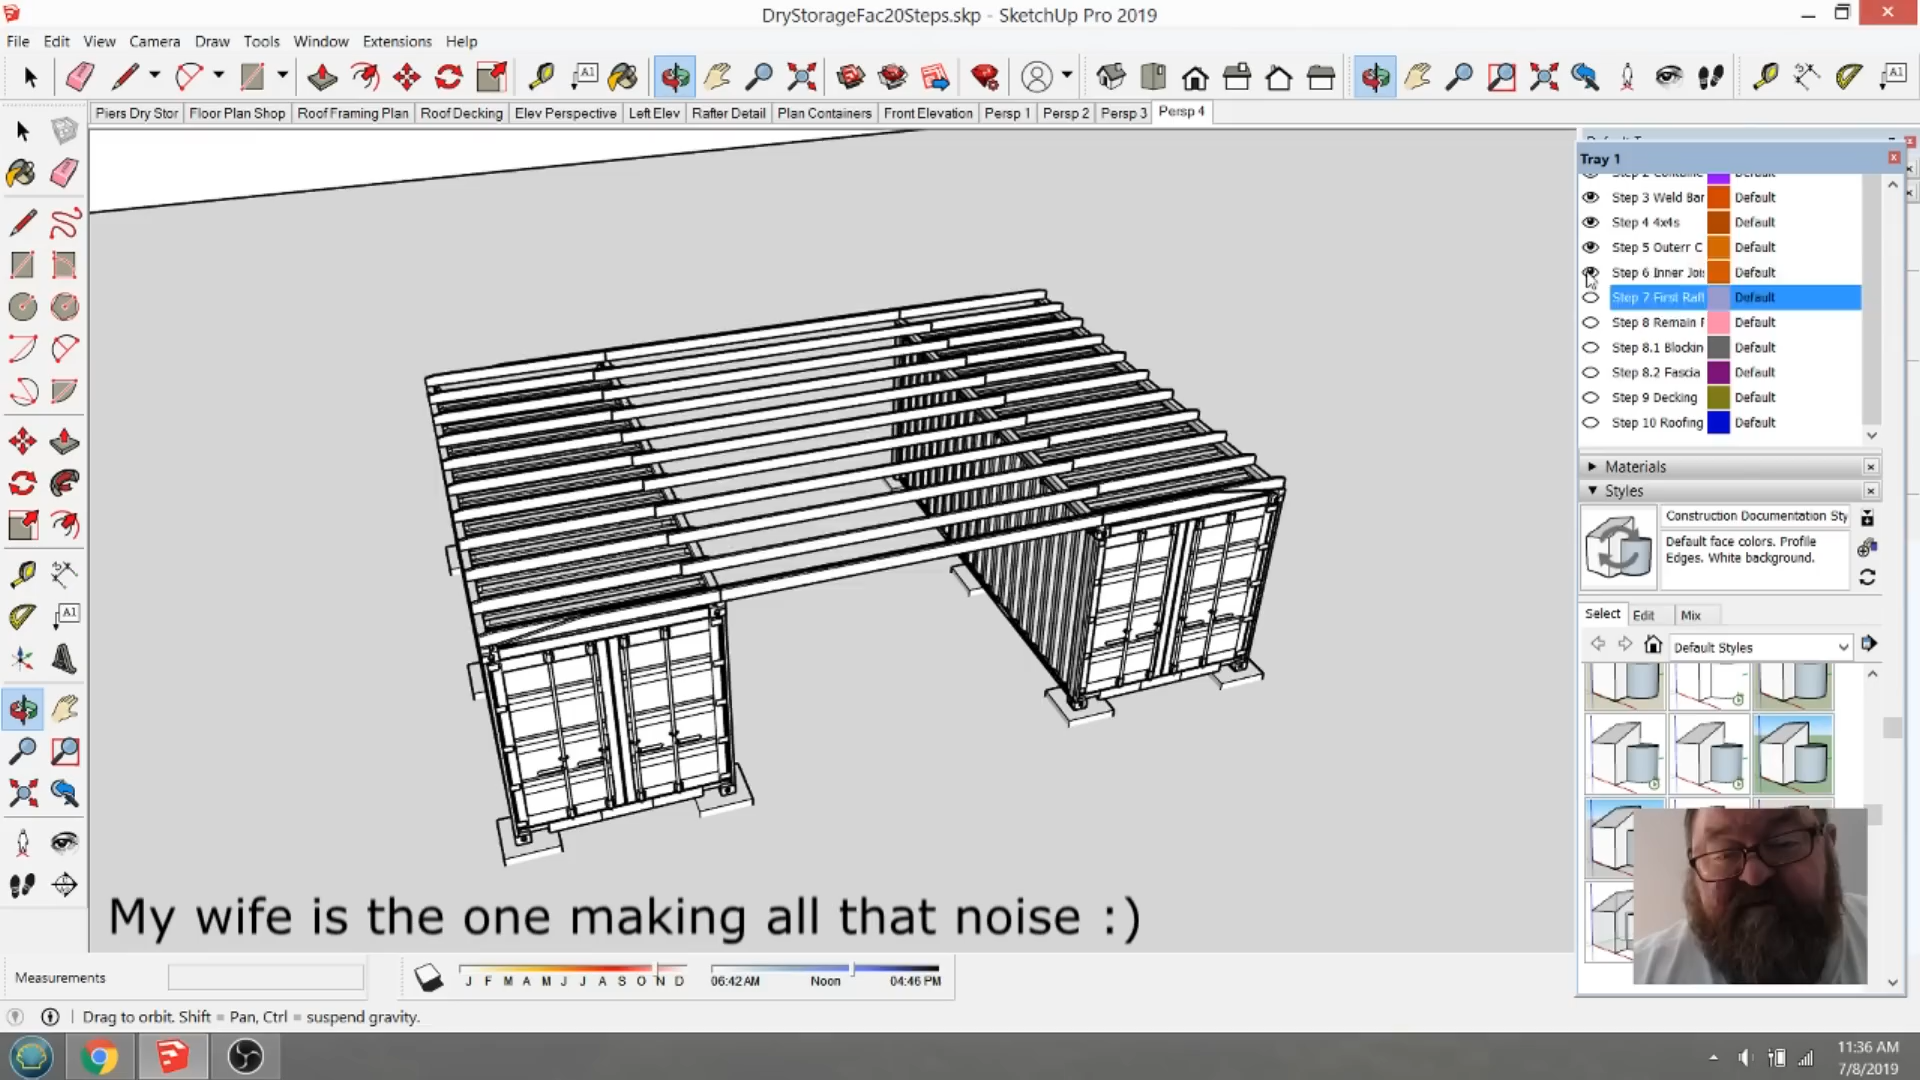 DryStorageFac20Steps.skp - SketchUp Pro 2019
File Edit View Camera Draw Tools Window Extensions Help
A1
A1
Piers Dry Stor Floor Plan Shop Roof Framing Plan Roof Decking Elev Perspective Left Elev Rafter Detail Plan Containers Front Elevation Persp 1 Persp 2 Persp 3 Persp 4
Tray 1
Step 3 Weld Bar Default
Step 4 4x4s Default
Step 5 Outerr C Default
Step 6 Inner Joi Default
Step 7 First Raft Default
Step 8 Remain F Default
Step 8.1 Blockin Default
Step 8.2 Fascia Default
Step 9 Decking Default
Step 10 Roofing Default
Materials
Styles
Construction Documentation Sty
Default face colors. Profile
Edges. White background.
Select Edit Mix
Default Styles
A1
My wife is the one making all that noise :)
Measurements
J F M A M J J A S O N D
06:42 AM Noon 04:46 PM
Drag to orbit. Shift = Pan, Ctrl = suspend gravity.
11:36 AM
7/8/2019